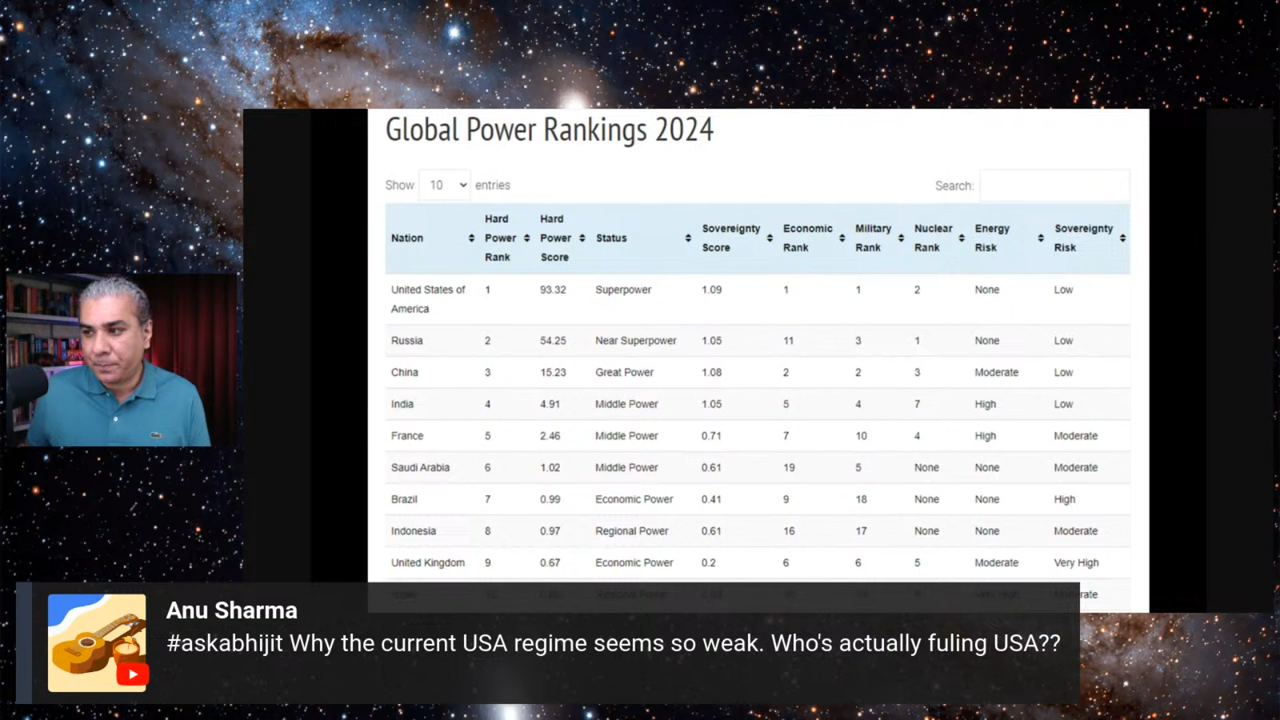 Global Power Rankings 2024
Show 10 entries
Search:
Nation Hard Power Rank Hard Power Score Status Sovereignty Score Economic Rank Military Rank Nuclear Rank Energy Risk Sovereignty Risk
United States of America 1 93.32 Superpower 1.09 1 1 2 None Low
Russia 2 54.25 Near Superpower 1.05 11 3 1 None Low
China 3 15.23 Great Power 1.08 2 2 3 Moderate Low
India 4 4.91 Middle Power 1.05 5 4 7 High Low
France 5 2.46 Middle Power 0.71 7 10 4 High Moderate
Saudi Arabia 6 1.02 Middle Power 0.61 19 5 None None Moderate
Brazil 7 0.99 Economic Power 0.41 9 18 None None High
Indonesia 8 0.97 Regional Power 0.61 16 17 None None Moderate
United Kingdom 9 0.67 Economic Power 0.2 6 6 5 Moderate Very High
Anu Sharma
#askabhijit Why the current USA regime seems so weak. Who's actually fuling USA??